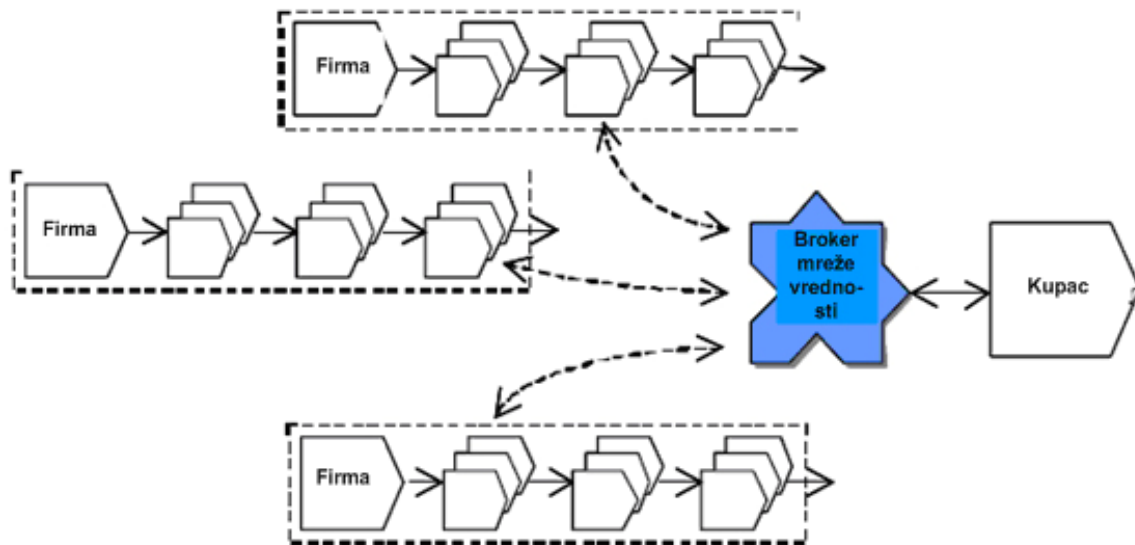 Firma
Firma
Broker
mreže
vredno-
sti
Kupac
Firma